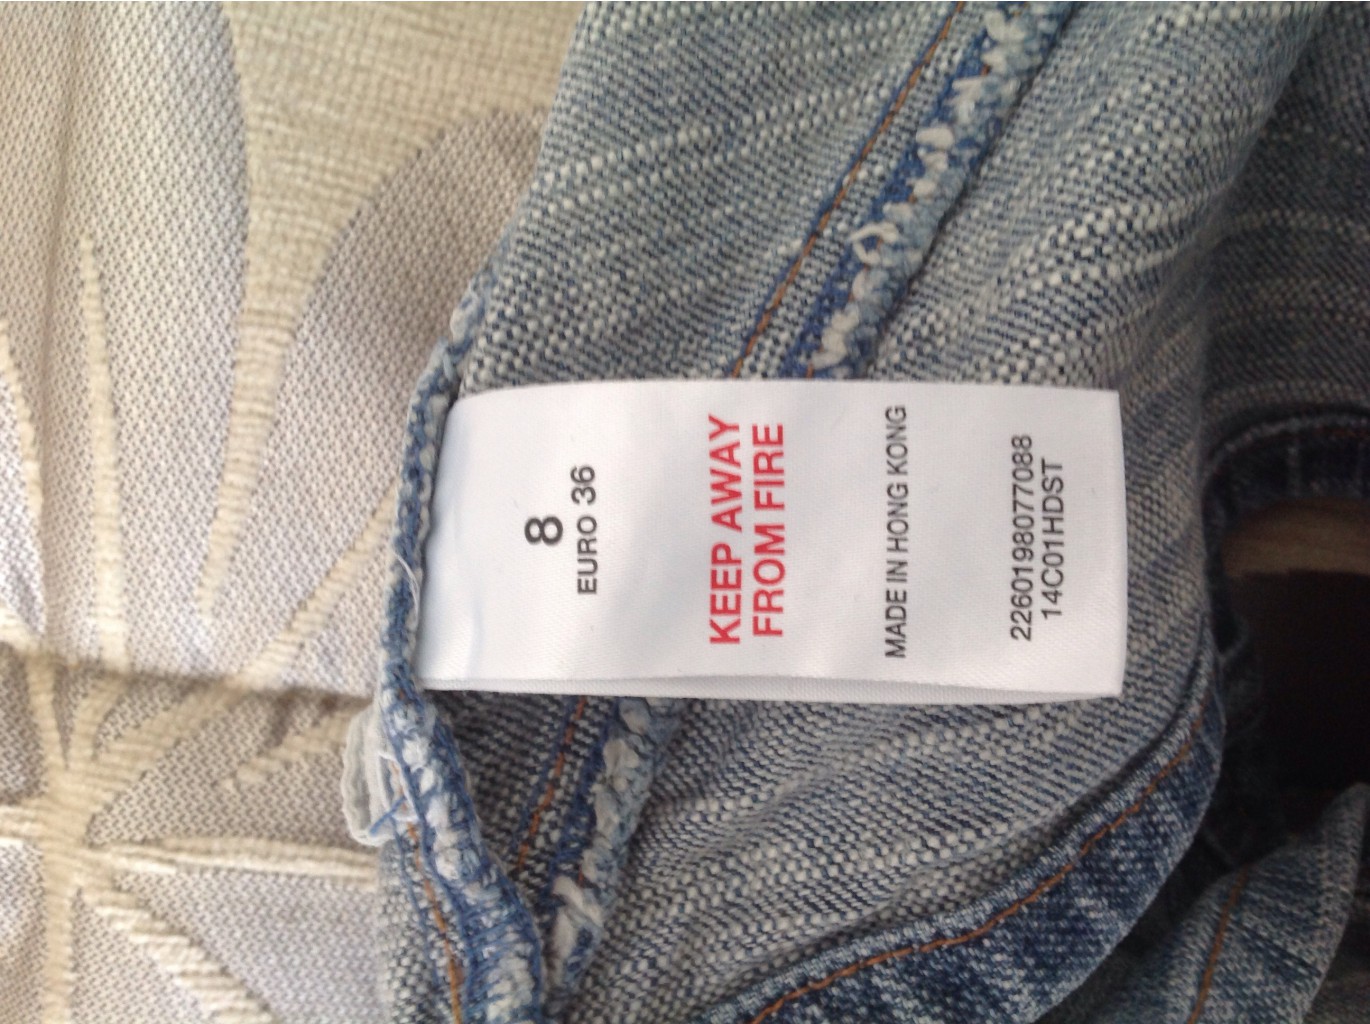 8
EURO 36
KEEP AWAY
FROM FIRE
MADE IN HONG KONG
2260198077088
14C01HDST